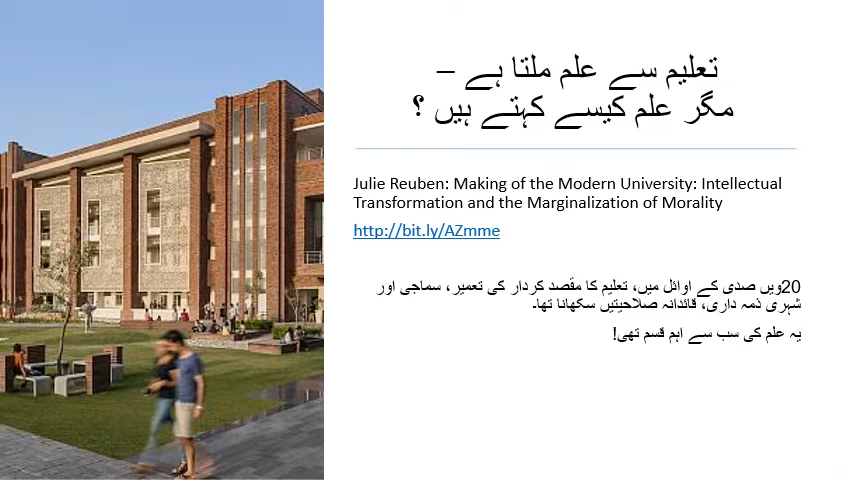 تعلیم سے علم ملتا ہے –
مگر علم کیسے کہتے ہیں ؟
Julie Reuben: Making of the Modern University: Intellectual
Transformation and the Marginalization of Morality
http://bit.ly/AZmme
20ویں صدی کے اوائل میں، تعلیم کا مقصد کردار کی تعمیر، سماجی اور
شہری ذمہ داری، قائدانہ صلاحیتیں سکھانا تھا۔
یہ علم کی سب سے اہم قسم تھی!